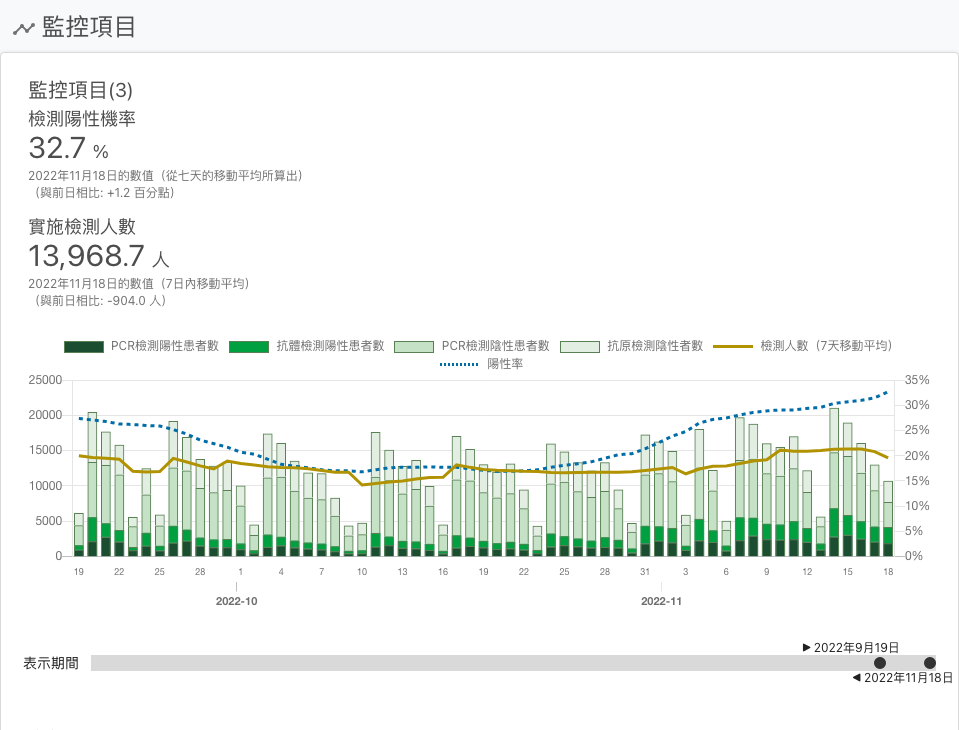 監控項目
監控項目(3)
檢測陽性機率
32.7 %
2022年11月18日的數值（從七天的移動平均所算出）
（與前日相比: +1.2 百分點）
實施檢測人數
13,968.7 人
2022年11月18日的數值（7日內移動平均）
（與前日相比: -904.0 人）
PCR檢測陽性患者數 抗體檢測陽性患者數 PCR檢測陰性患者數 抗原檢測陰性者數 檢測人數（7天移動平均）
陽性率
25000 35%
30%
20000
25%
15000
20%
15%
10000
10%
5000
5%
0 0%
19 22 25 28 1 4 7 10 13 16 19 22 25 28 31 3 6 9 12 15 18
2022-10 2022-11
▶ 2022年9月19日
表示期間
◀ 2022年11月18日